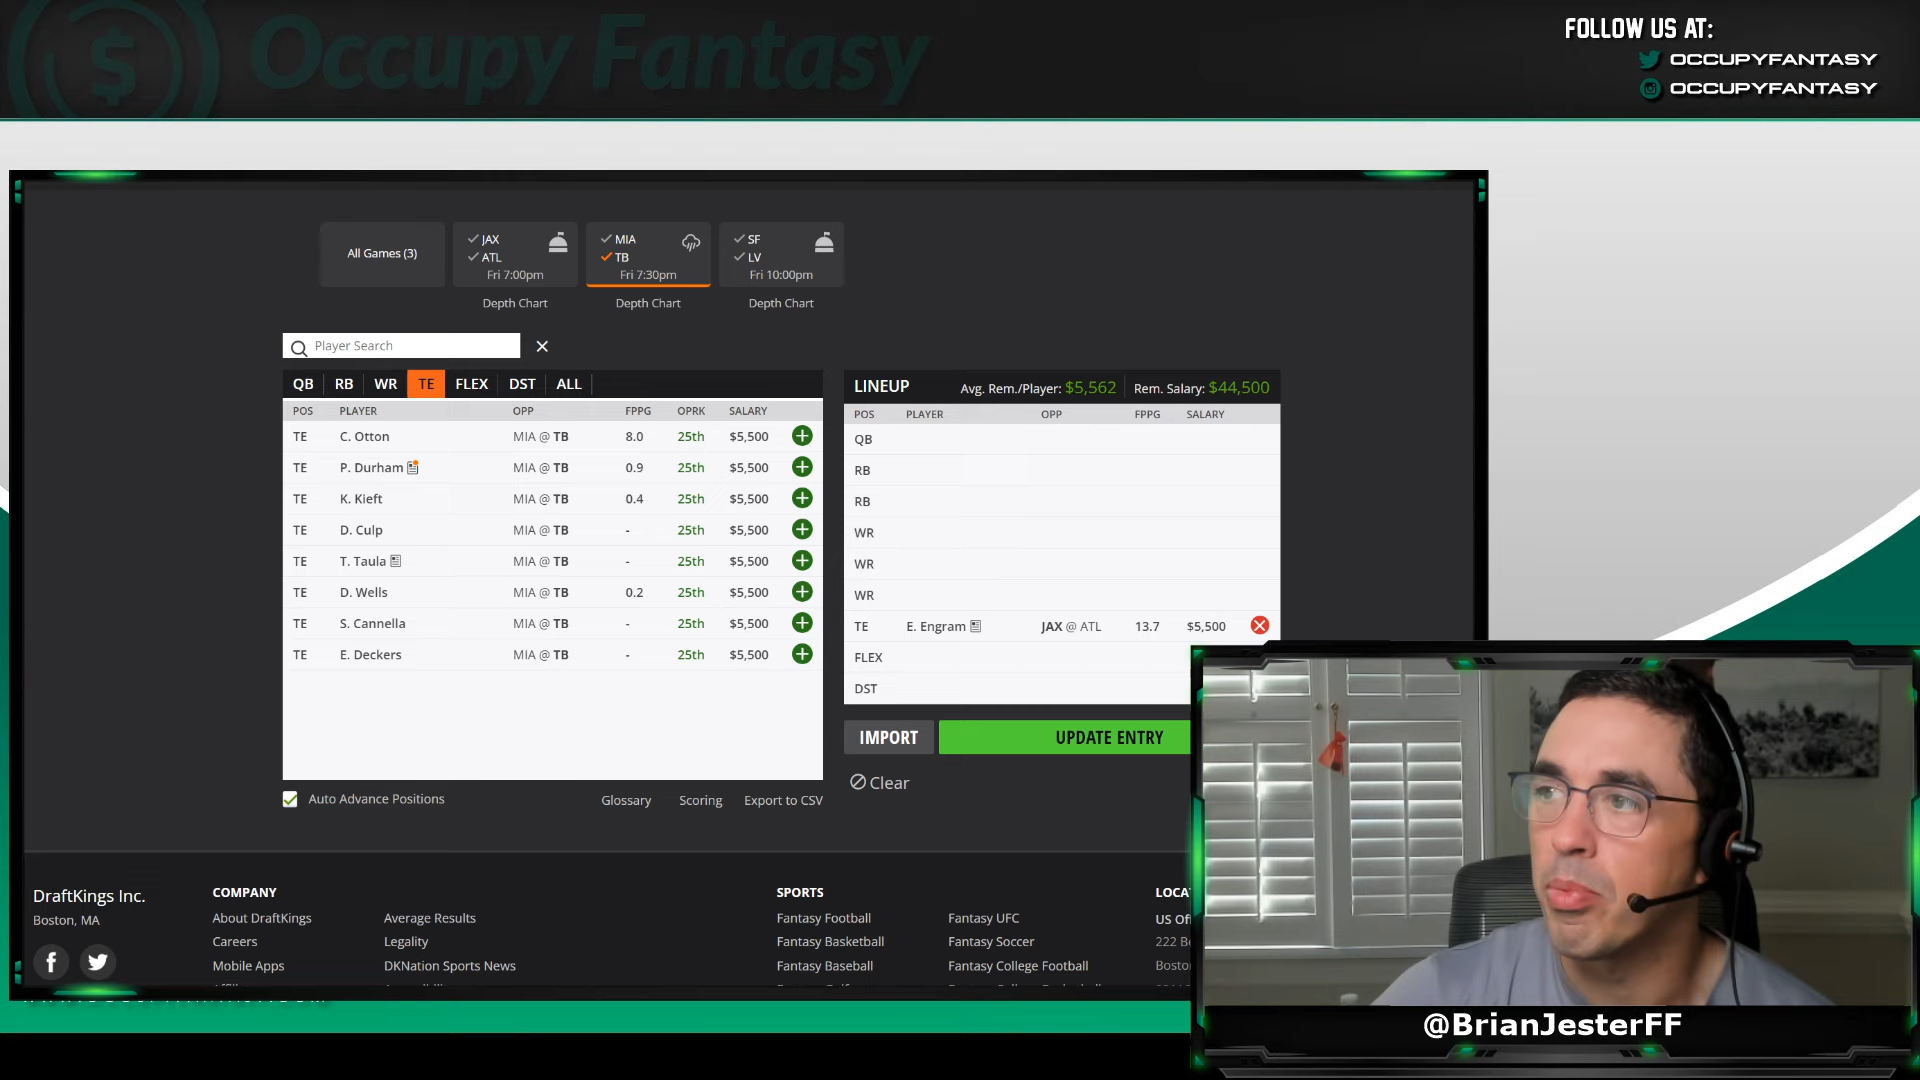 Occupy Fantasy
FOLLOW US AT:
OCCUPYFANTASY
OCCUPYFANTASY
All Games (3)
JAX
ATL
Fri 7:00pm
Depth Chart
MIA
TB
Fri 7:30pm
Depth Chart
SF
LV
Fri 10:00pm
Depth Chart
Player Search
QB RB WR TE FLEX DST ALL
POS PLAYER OPP FPPG OPRK SALARY
TE C. Otton MIA @ TB 8.0 25th $5,500
TE P. Durham MIA @ TB 0.9 25th $5,500
TE K. Kieft MIA @ TB 0.4 25th $5,500
TE D. Culp MIA @ TB - 25th $5,500
TE T. Taula MIA @ TB - 25th $5,500
TE D. Wells MIA @ TB 0.2 25th $5,500
TE S. Cannella MIA @ TB - 25th $5,500
TE E. Deckers MIA @ TB - 25th $5,500
Auto Advance Positions
Glossary Scoring Export to CSV
LINEUP Avg. Rem./Player: $5,562 Rem. Salary: $44,500
POS PLAYER OPP FPPG SALARY
QB
RB
RB
WR
WR
WR
TE E. Engram JAX @ ATL 13.7 $5,500
FLEX
DST
IMPORT UPDATE ENTRY
Clear
DraftKings Inc.
Boston, MA
COMPANY
About DraftKings
Careers
Mobile Apps
Average Results
Legality
DKNation Sports News
SPORTS
Fantasy Football
Fantasy Basketball
Fantasy Baseball
Fantasy UFC
Fantasy Soccer
Fantasy College Football
US
222
Boston
@BrianJesterFF